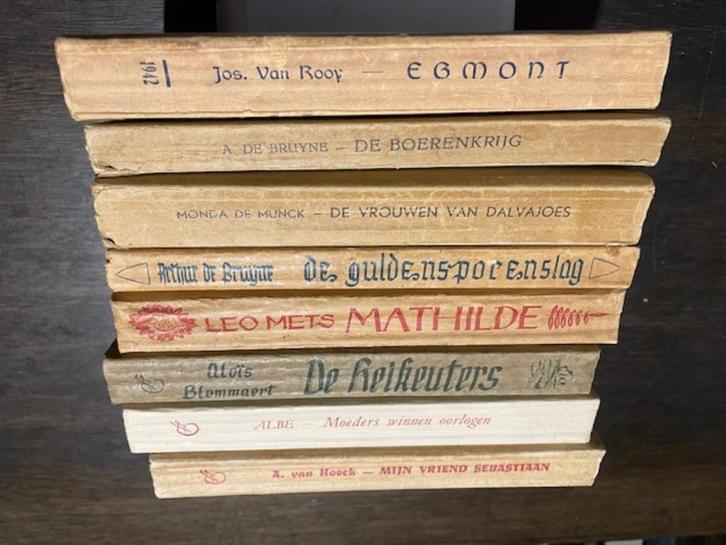 1942 Jos. Van Rooy — EGMONT
A. DE BRUYNE – DE BOERENKRIJG
MONDA DE MUNCK – DE VROUWEN VAN DALVAJOES
Arthur de Bruyne de guldensporenslag
LEO METS MATHILDE
Aloïs
Blommaert De Heikeuters
ALBE — Moeders winnen oorlogen
A. van Hoeck — MIJN VRIEND SEBASTIAAN